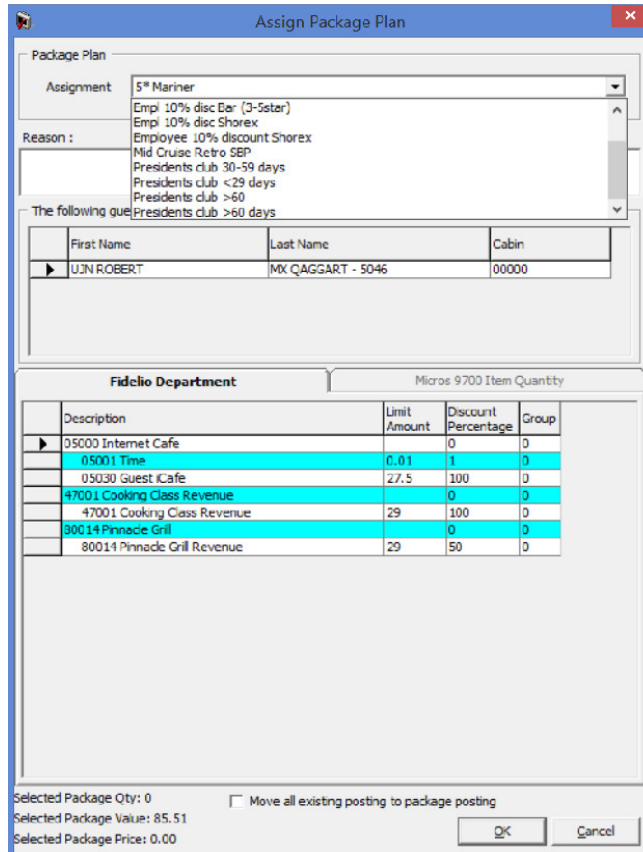 Assign Package Plan
Package Plan
Assignment 5* Mariner
Empl 10% disc Bar (3-5star)
Empl 10% disc Shorex
Employee 10% discount Shorex
Mid Cruise Retro SBP
Presidents club 30-59 days
Presidents club <29 days
Presidents club >60
Presidents club >60 days
Reason :
The following gue
First Name Last Name Cabin
UJN ROBERT MX QAGGART - 5046 00000
Fidelio Department Micros 9700 Item Quantity
Description Limit Amount Discount Percentage Group
05000 Internet Cafe 0 0
05001 Time 0.01 1 0
05030 Guest iCafe 27.5 100 0
47001 Cooking Class Revenue 0 0
47001 Cooking Class Revenue 29 100 0
80014 Pinnacle Grill 0 0
80014 Pinnacle Grill Revenue 29 50 0
Selected Package Qty: 0
Move all existing posting to package posting
Selected Package Value: 85.51
Selected Package Price: 0.00
OK Cancel